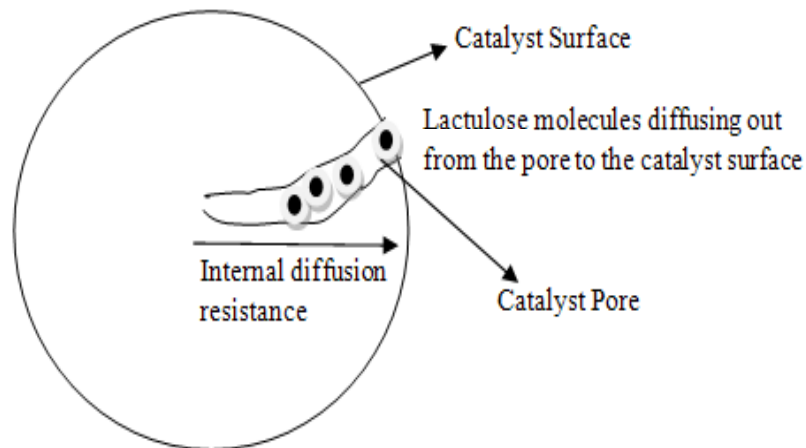 Catalyst Surface
Lactulose molecules diffusing out
from the pore to the catalyst surface
Internal diffusion
resistance
Catalyst Pore